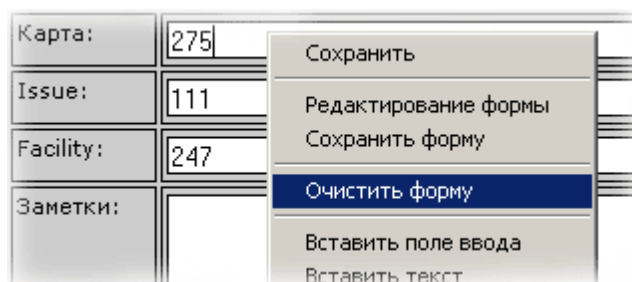 Карта:
275
Issue:
111
Facility:
247
Заметки:
Сохранить
Редактирование формы
Сохранить форму
Очистить форму
Вставить поле ввода
Вставить текст